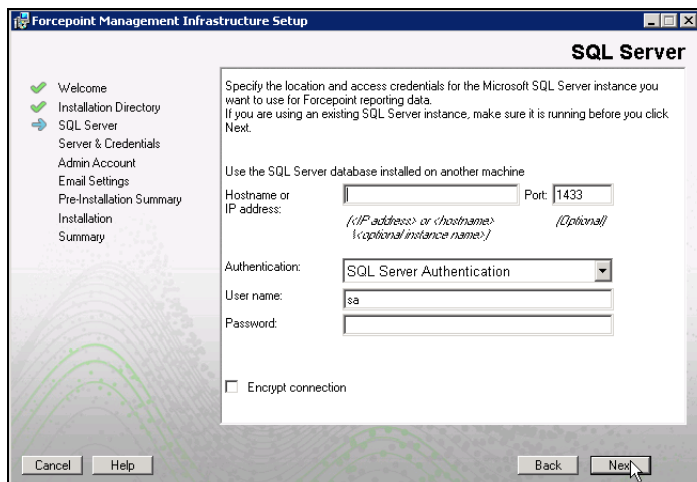 Forcepoint Management Infrastructure Setup
SQL Server
Welcome
Installation Directory
SQL Server
Server & Credentials
Admin Account
Email Settings
Pre-Installation Summary
Installation
Summary
Specify the location and access credentials for the Microsoft SQL Server instance you
want to use for Forcepoint reporting data.
If you are using an existing SQL Server instance, make sure it is running before you click
Next.
Use the SQL Server database installed on another machine
Hostname or
IP address:
Port: 1433
(<IP address> or <hostname>
\<optional instance name>)
(Optional)
Authentication: SQL Server Authentication
User name: sa
Password:
Encrypt connection
Cancel Help Back Next